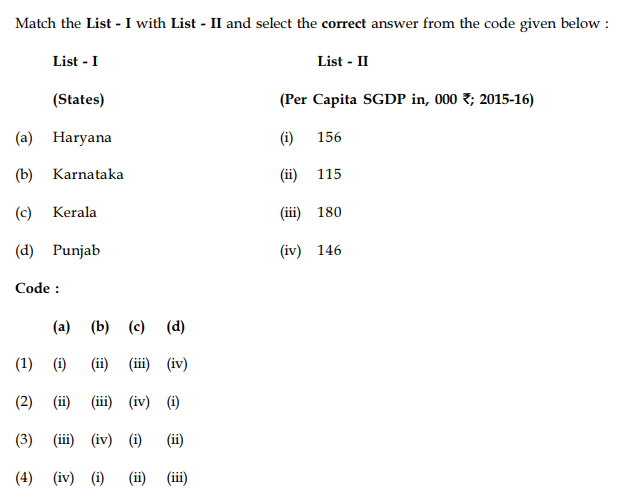 Match the List - I with List - II and select the correct answer from the code given below :
List - I List - II
(States) (Per Capita SGDP in, 000 ₹; 2015-16)
(a) Haryana (i) 156
(b) Karnataka (ii) 115
(c) Kerala (iii) 180
(d) Punjab (iv) 146
Code :
(a) (b) (c) (d)
(1) (i) (ii) (iii) (iv)
(2) (ii) (iii) (iv) (i)
(3) (iii) (iv) (i) (ii)
(4) (iv) (i) (ii) (iii)